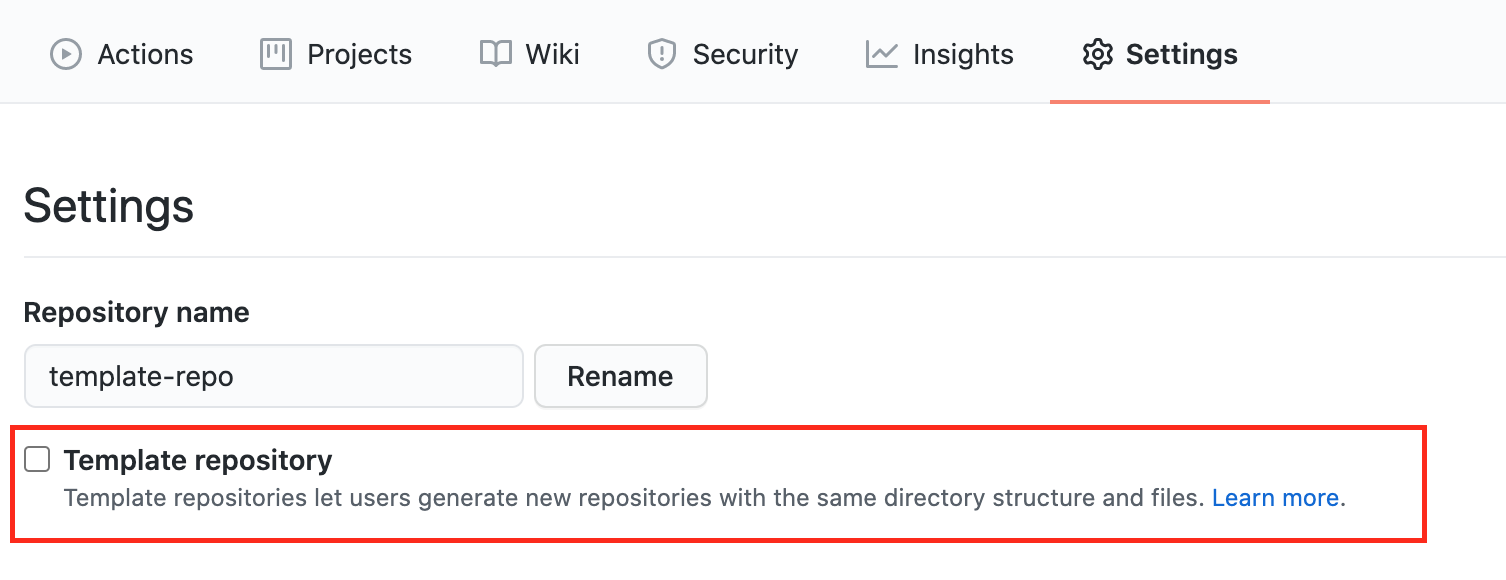 Actions Projects Wiki Security Insights Settings
Settings
Repository name
template-repo Rename
Template repository
Template repositories let users generate new repositories with the same directory structure and files. Learn more.